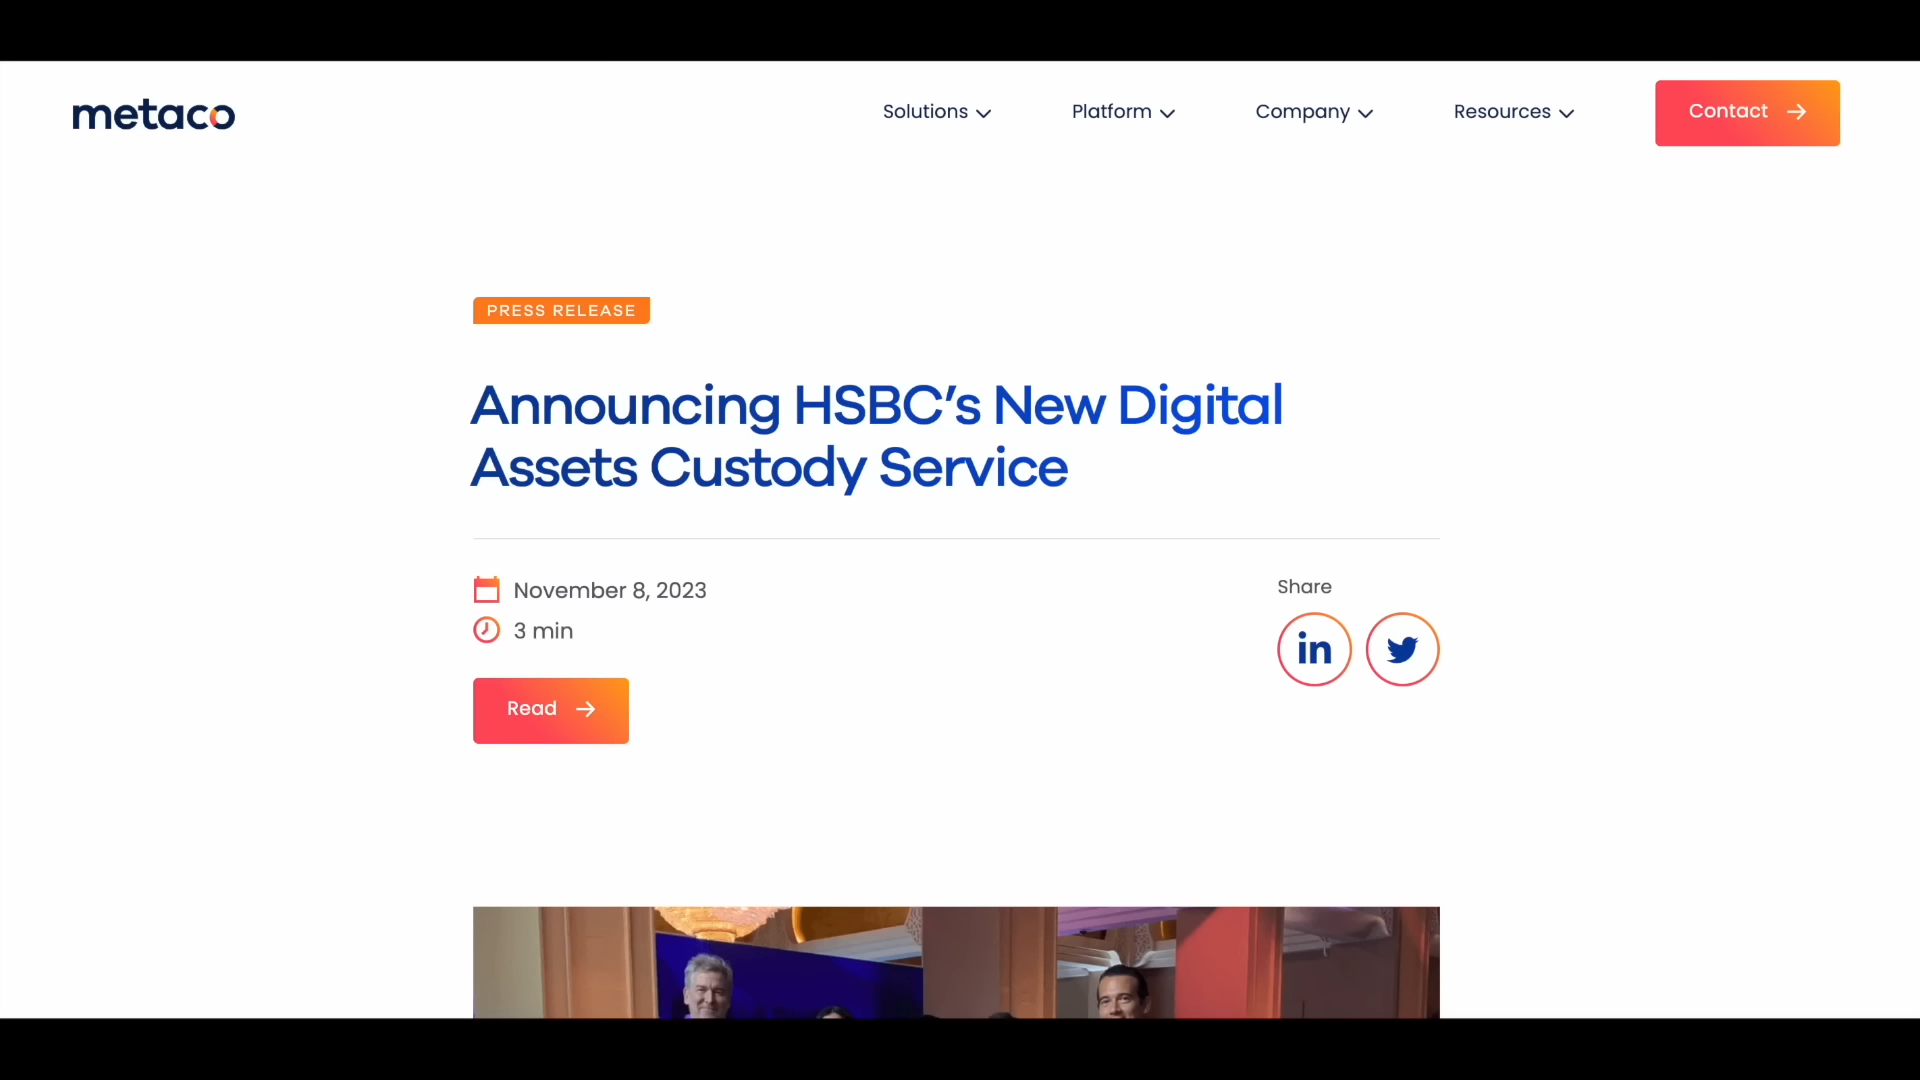 metaco
Solutions
Platform
Company
Resources
Contact
PRESS RELEASE
Announcing HSBC’s New Digital
Assets Custody Service
November 8, 2023
3 min
Share
in
Read